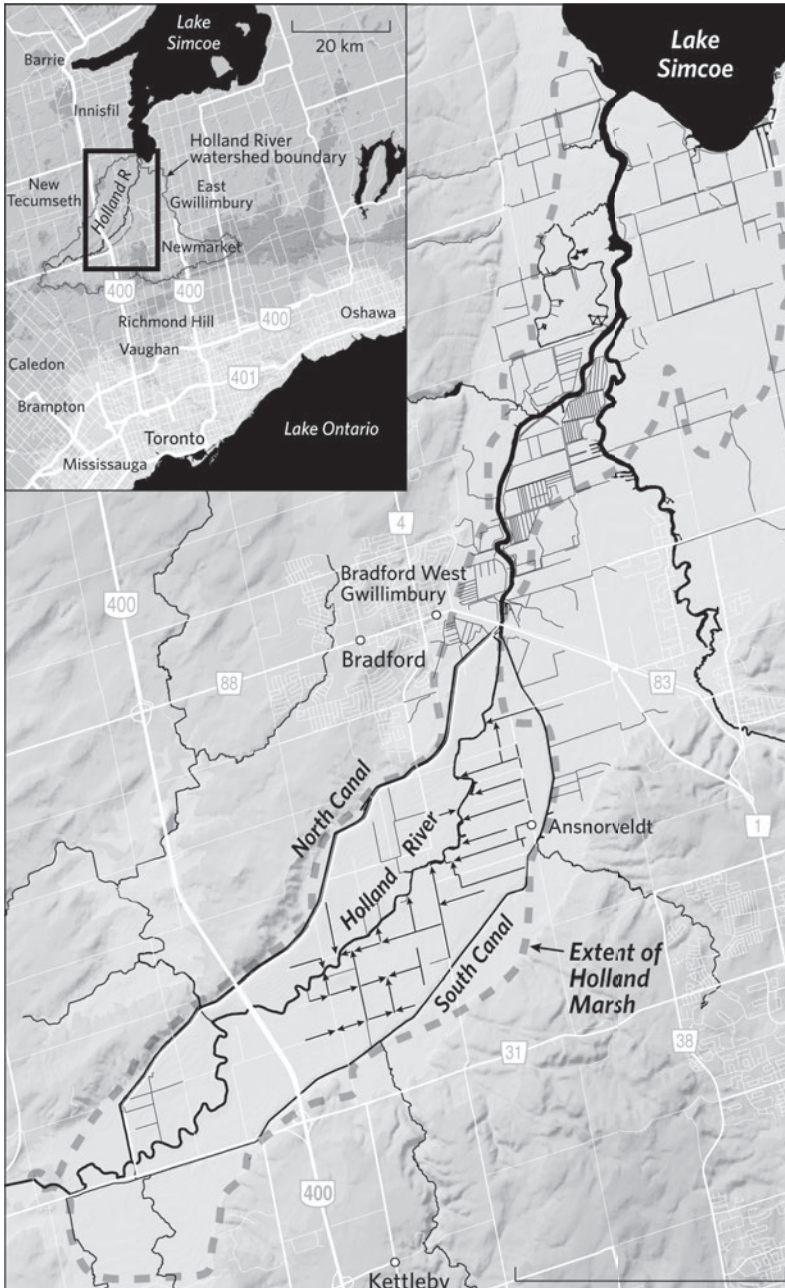 Lake
Simcoe
20 km
Barrie
Innisfil
Holland River
watershed boundary
New
Tecumseth
Holland R
East
Gwillimbury
Newmarket
400
400
Richmond Hill
400
Oshawa
Vaughan
Caledon
401
Brampton
Lake Ontario
Toronto
Mississauga
Lake
Simcoe
4
400
Bradford West
Gwillimbury
Bradford
88
83
North Canal
Holland River
Ansnorveldt
1
South Canal
Extent of
Holland
Marsh
31
38
400
Kettleby